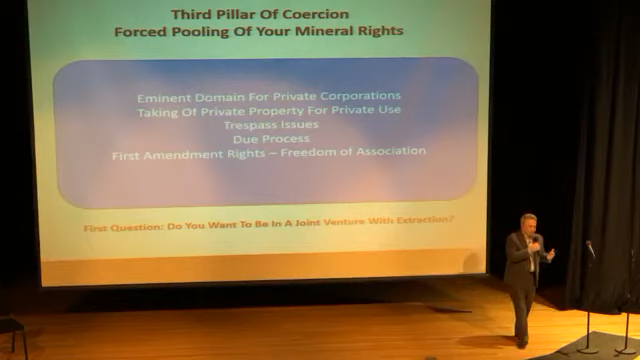 Third Pillar Of Coercion
Forced Pooling Of Your Mineral Rights
Eminent Domain For Private Corporations
Taking Of Private Property For Private Use
Trespass Issues
Due Process
First Amendment Rights – Freedom of Association
First Question: Do You Want To Be In A Joint Venture With Extraction?